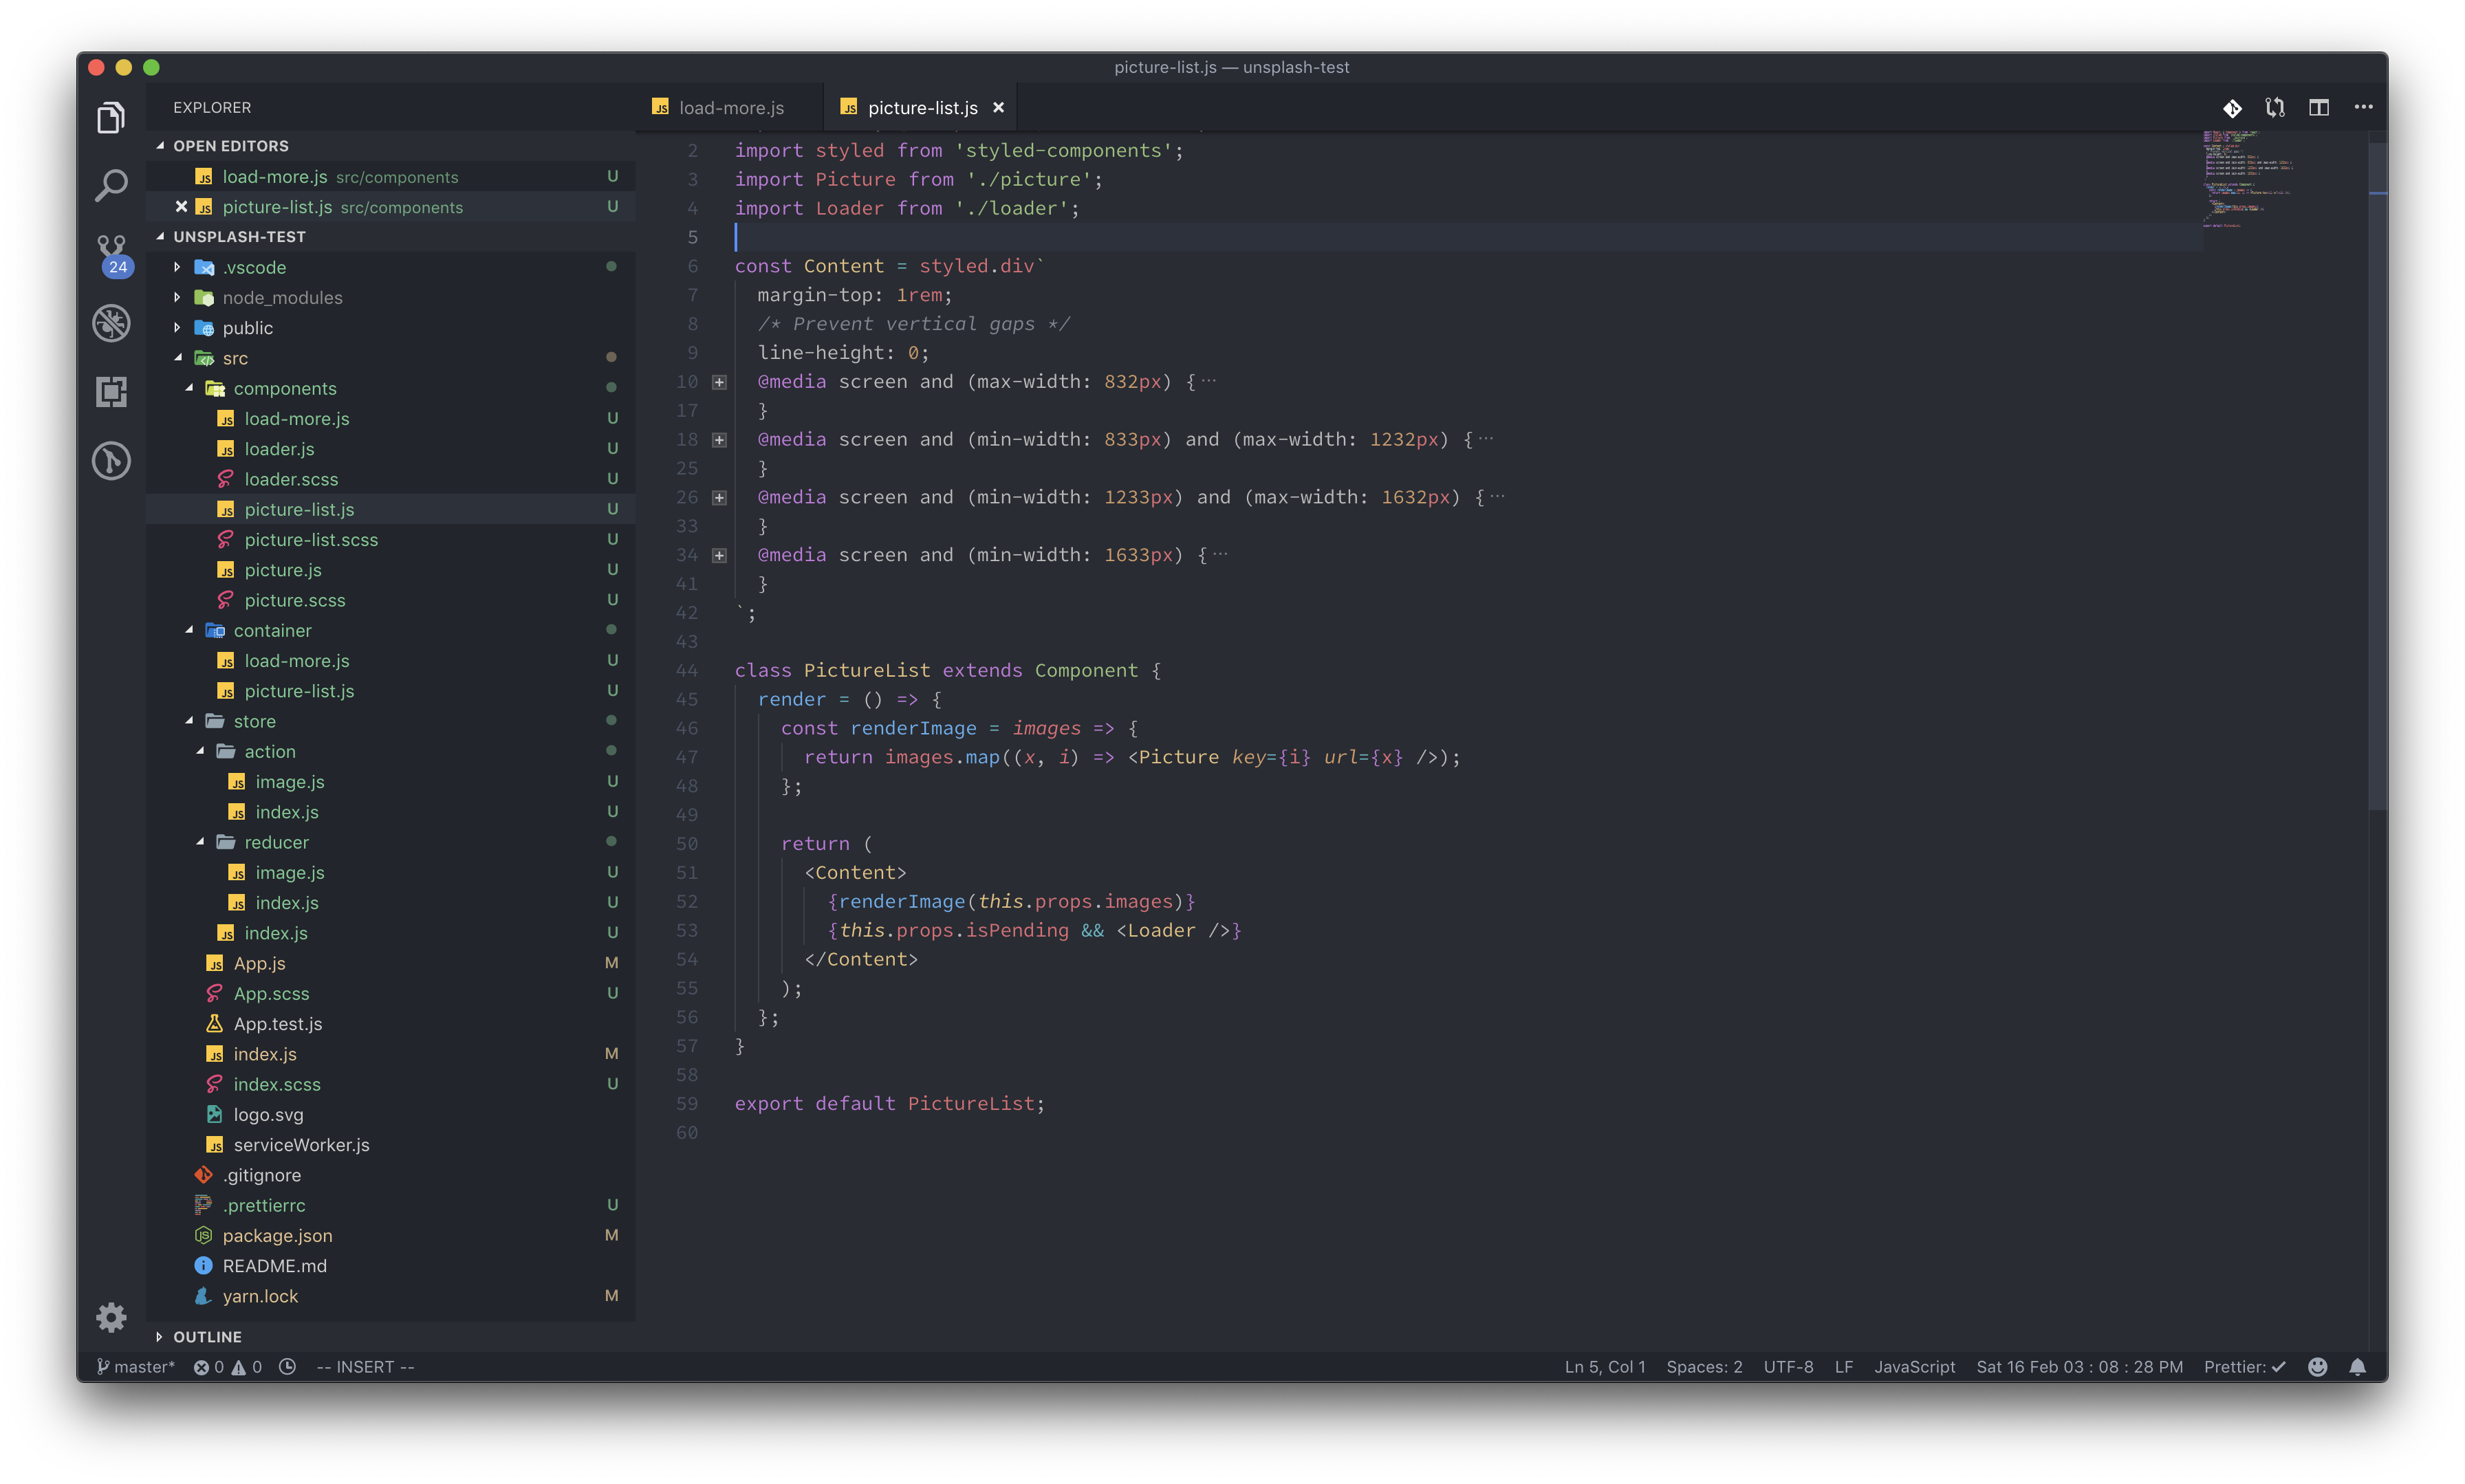 picture-list.js — unsplash-test
EXPLORER
OPEN EDITORS
load-more.js src/components U
picture-list.js src/components U
UNSPLASH-TEST
24
.vscode
node_modules
public
src
components
load-more.js U
loader.js U
loader.scss U
picture-list.js U
picture-list.scss U
picture.js U
picture.scss U
container
load-more.js U
picture-list.js U
store
action
image.js U
index.js U
reducer
image.js U
index.js U
index.js U
App.js M
App.scss U
App.test.js
index.js M
index.scss U
logo.svg
serviceWorker.js
.gitignore
.prettierrc U
package.json M
README.md
yarn.lock M
OUTLINE
load-more.js picture-list.js
2 import styled from 'styled-components';
3 import Picture from './picture';
4 import Loader from './loader';
5
6 const Content = styled.div`
7 margin-top: 1rem;
8 /* Prevent vertical gaps */
9 line-height: 0;
10 @media screen and (max-width: 832px) {···
17 }
18 @media screen and (min-width: 833px) and (max-width: 1232px) {···
25 }
26 @media screen and (min-width: 1233px) and (max-width: 1632px) {···
33 }
34 @media screen and (min-width: 1633px) {···
41 }
42 `;
43
44 class PictureList extends Component {
45 render = () => {
46 const renderImage = images => {
47 return images.map((x, i) => <Picture key={i} url={x} />);
48 };
49
50 return (
51 <Content>
52 {renderImage(this.props.images)}
53 {this.props.isPending && <Loader />}
54 </Content>
55 );
56 };
57 }
58
59 export default PictureList;
60
master* 0 0 -- INSERT -- Ln 5, Col 1 Spaces: 2 UTF-8 LF JavaScript Sat 16 Feb 03 : 08 : 28 PM Prettier: ✓